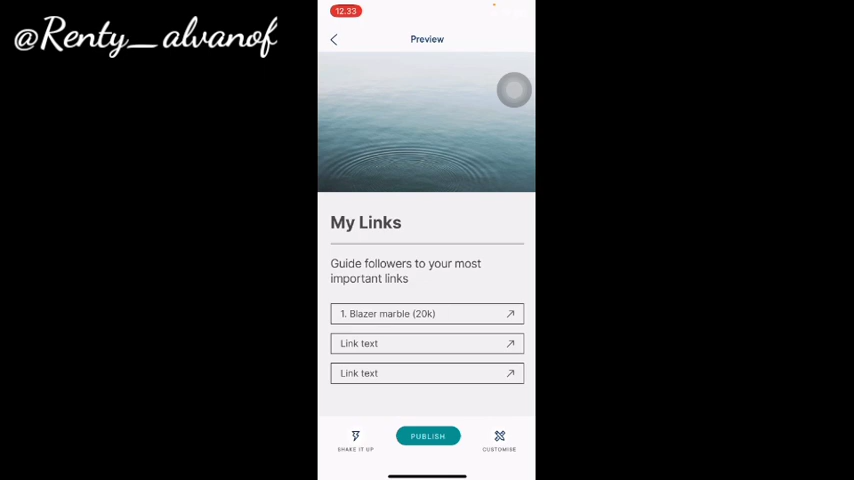 @Renty_alvanof
12.33
Preview
My Links
Guide followers to your most
important links
1. Blazer marble (20k)
Link text
Link text
SHAKE IT UP
PUBLISH
CUSTOMISE